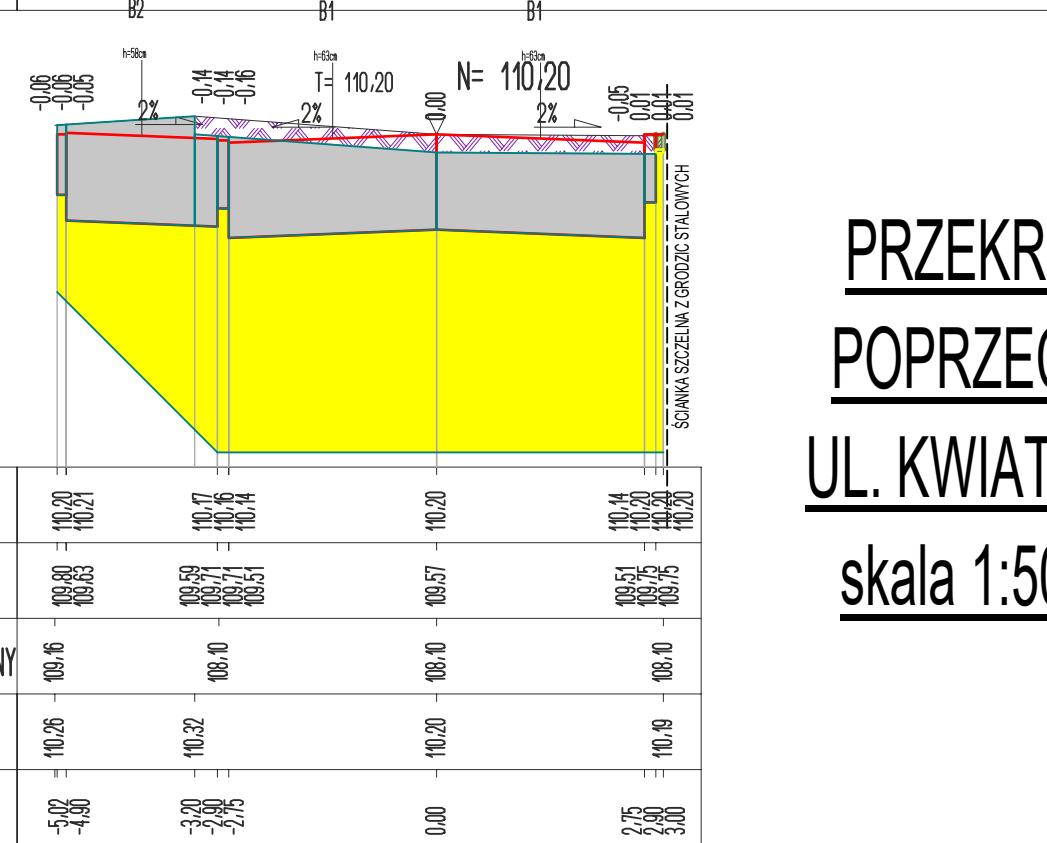 B2 B1 B1
h=58cm h=63cm h=63cm
-0,06 -0,06 -0,05 -0,14 -0,14 -0,16 T= 110,20 0,00 N= 110,20 -0,05 0,01 0,01 0,01
2% 2% 2%
ŚCIANKA SZCZELNA Z GRODZIC STALOWYCH
110,20 110,21 110,17 110,16 110,14 110,20 110,14 110,20 110,20 110,20
109,80 109,63 109,59 109,71 109,71 109,51 109,57 109,51 109,75 109,75
NY 109,16 108,10 108,10 108,10
110,26 110,32 110,20 110,19
-5,02 -4,90 -3,20 -2,90 -2,75 0,00 2,75 2,90 3,00
PRZEKR
POPRZEC
UL. KWIAT
skala 1:50